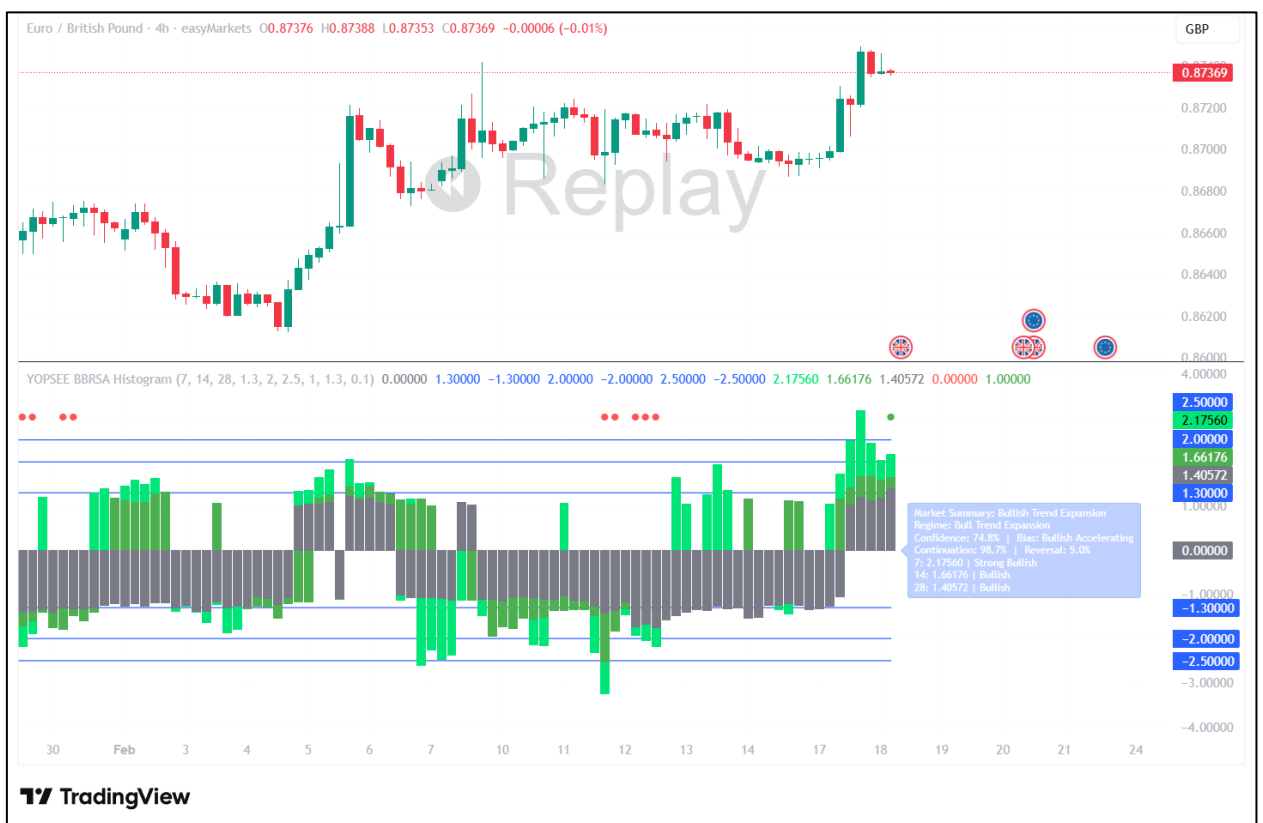 Euro / British Pound · 4h · easyMarkets O0.87376 H0.87388 L0.87353 C0.87369 −0.00006 (−0.01%)
GBP
0.87369
0.87200
0.87000
0.86800
0.86600
0.86400
0.86200
0.86000
Replay
YOPSEE BBRSA Histogram (7, 14, 28, 1.3, 2, 2.5, 1, 1.3, 0.1) 0.00000 1.30000 −1.30000 2.00000 −2.00000 2.50000 −2.50000 2.17560 1.66176 1.40572 0.00000 1.00000
4.00000
2.50000
2.17560
2.00000
1.66176
1.40572
1.30000
1.00000
0.00000
−1.00000
−1.30000
−2.00000
−2.50000
−3.00000
−4.00000
Market Summary: Bullish Trend Expansion
Regime: Bull Trend Expansion
Confidence: 74.8% | Bias: Bullish Accelerating
Continuation: 98.7% | Reversal: 5.0%
7: 2.17560 | Strong Bullish
14: 1.66176 | Bullish
28: 1.40572 | Bullish
30 Feb 3 4 5 6 7 10 11 12 13 14 17 18 19 20 21 24
TradingView